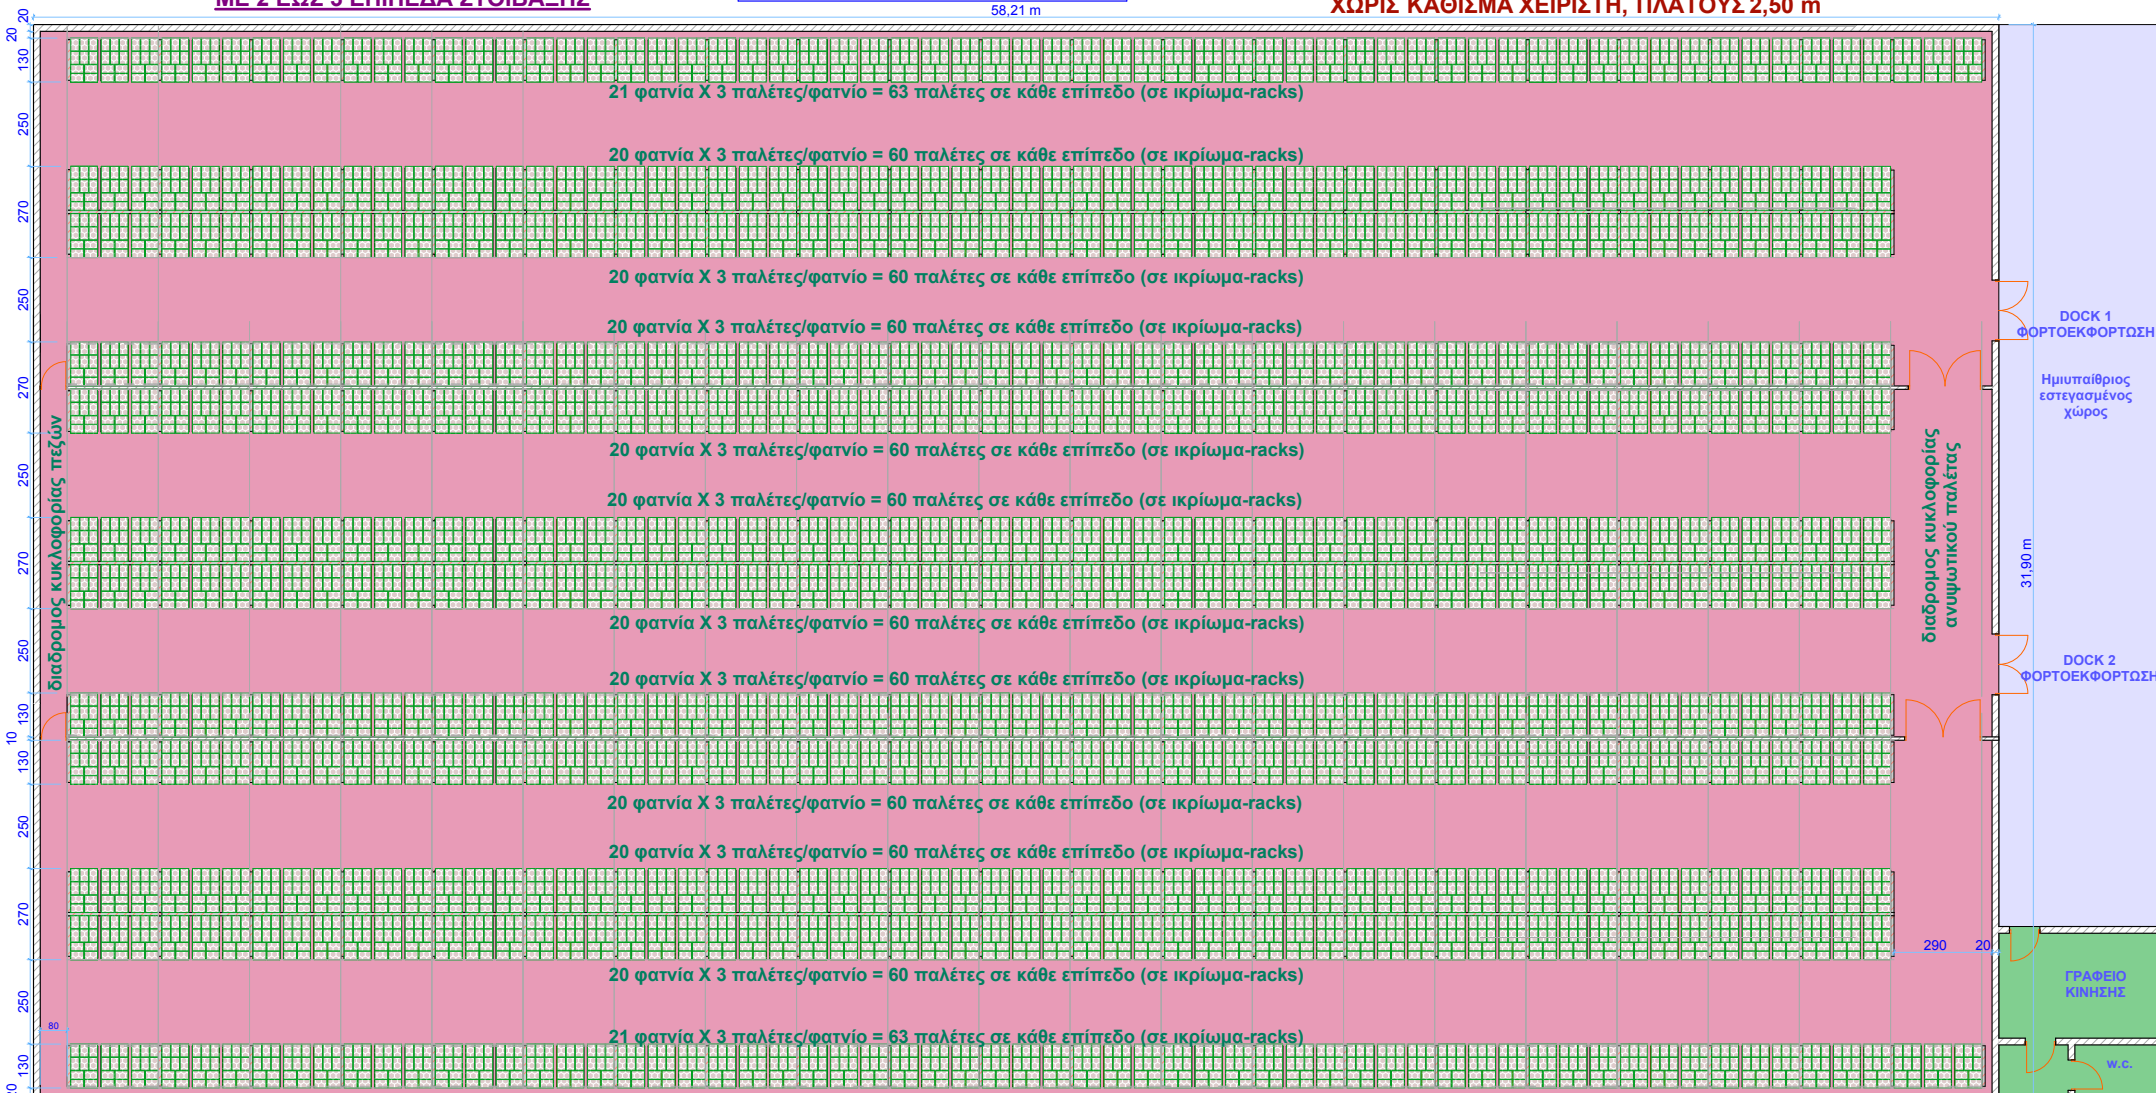 ΜΕ 2 ΕΩΣ 3 ΕΠΙΠΕΔΑ ΣΤΟΙΒΑΞΗΣ
58,21 m
ΧΩΡΙΣ ΚΑΘΙΣΜΑ ΧΕΙΡΙΣΤΗ, ΠΛΑΤΟΥΣ 2,50 m
20
20
130
21 φατνία Χ 3 παλέτες/φατνίο = 63 παλέτες σε κάθε επίπεδο (σε ικρίωμα-racks)
250
20 φατνία Χ 3 παλέτες/φατνίο = 60 παλέτες σε κάθε επίπεδο (σε ικρίωμα-racks)
270
20 φατνία Χ 3 παλέτες/φατνίο = 60 παλέτες σε κάθε επίπεδο (σε ικρίωμα-racks)
250
20 φατνία Χ 3 παλέτες/φατνίο = 60 παλέτες σε κάθε επίπεδο (σε ικρίωμα-racks)
DOCK 1
ΦΟΡΤΟΕΚΦΟΡΤΩΣΗ
270
Ημιυπαίθριος
εστεγασμένος
χώρος
20 φατνία Χ 3 παλέτες/φατνίο = 60 παλέτες σε κάθε επίπεδο (σε ικρίωμα-racks)
250
20 φατνία Χ 3 παλέτες/φατνίο = 60 παλέτες σε κάθε επίπεδο (σε ικρίωμα-racks)
διαδρομος κυκλοφορίας πεζών
διαδρομος κυκλοφορίας
ανυψωτικού παλέτας
31,90 m
270
20 φατνία Χ 3 παλέτες/φατνίο = 60 παλέτες σε κάθε επίπεδο (σε ικρίωμα-racks)
250
20 φατνία Χ 3 παλέτες/φατνίο = 60 παλέτες σε κάθε επίπεδο (σε ικρίωμα-racks)
DOCK 2
ΦΟΡΤΟΕΚΦΟΡΤΩΣΗ
130
10
130
20 φατνία Χ 3 παλέτες/φατνίο = 60 παλέτες σε κάθε επίπεδο (σε ικρίωμα-racks)
250
20 φατνία Χ 3 παλέτες/φατνίο = 60 παλέτες σε κάθε επίπεδο (σε ικρίωμα-racks)
270
290
20
20 φατνία Χ 3 παλέτες/φατνίο = 60 παλέτες σε κάθε επίπεδο (σε ικρίωμα-racks)
ΓΡΑΦΕΙΟ
ΚΙΝΗΣΗΣ
250
80
21 φατνία Χ 3 παλέτες/φατνίο = 63 παλέτες σε κάθε επίπεδο (σε ικρίωμα-racks)
130
w.c.
20